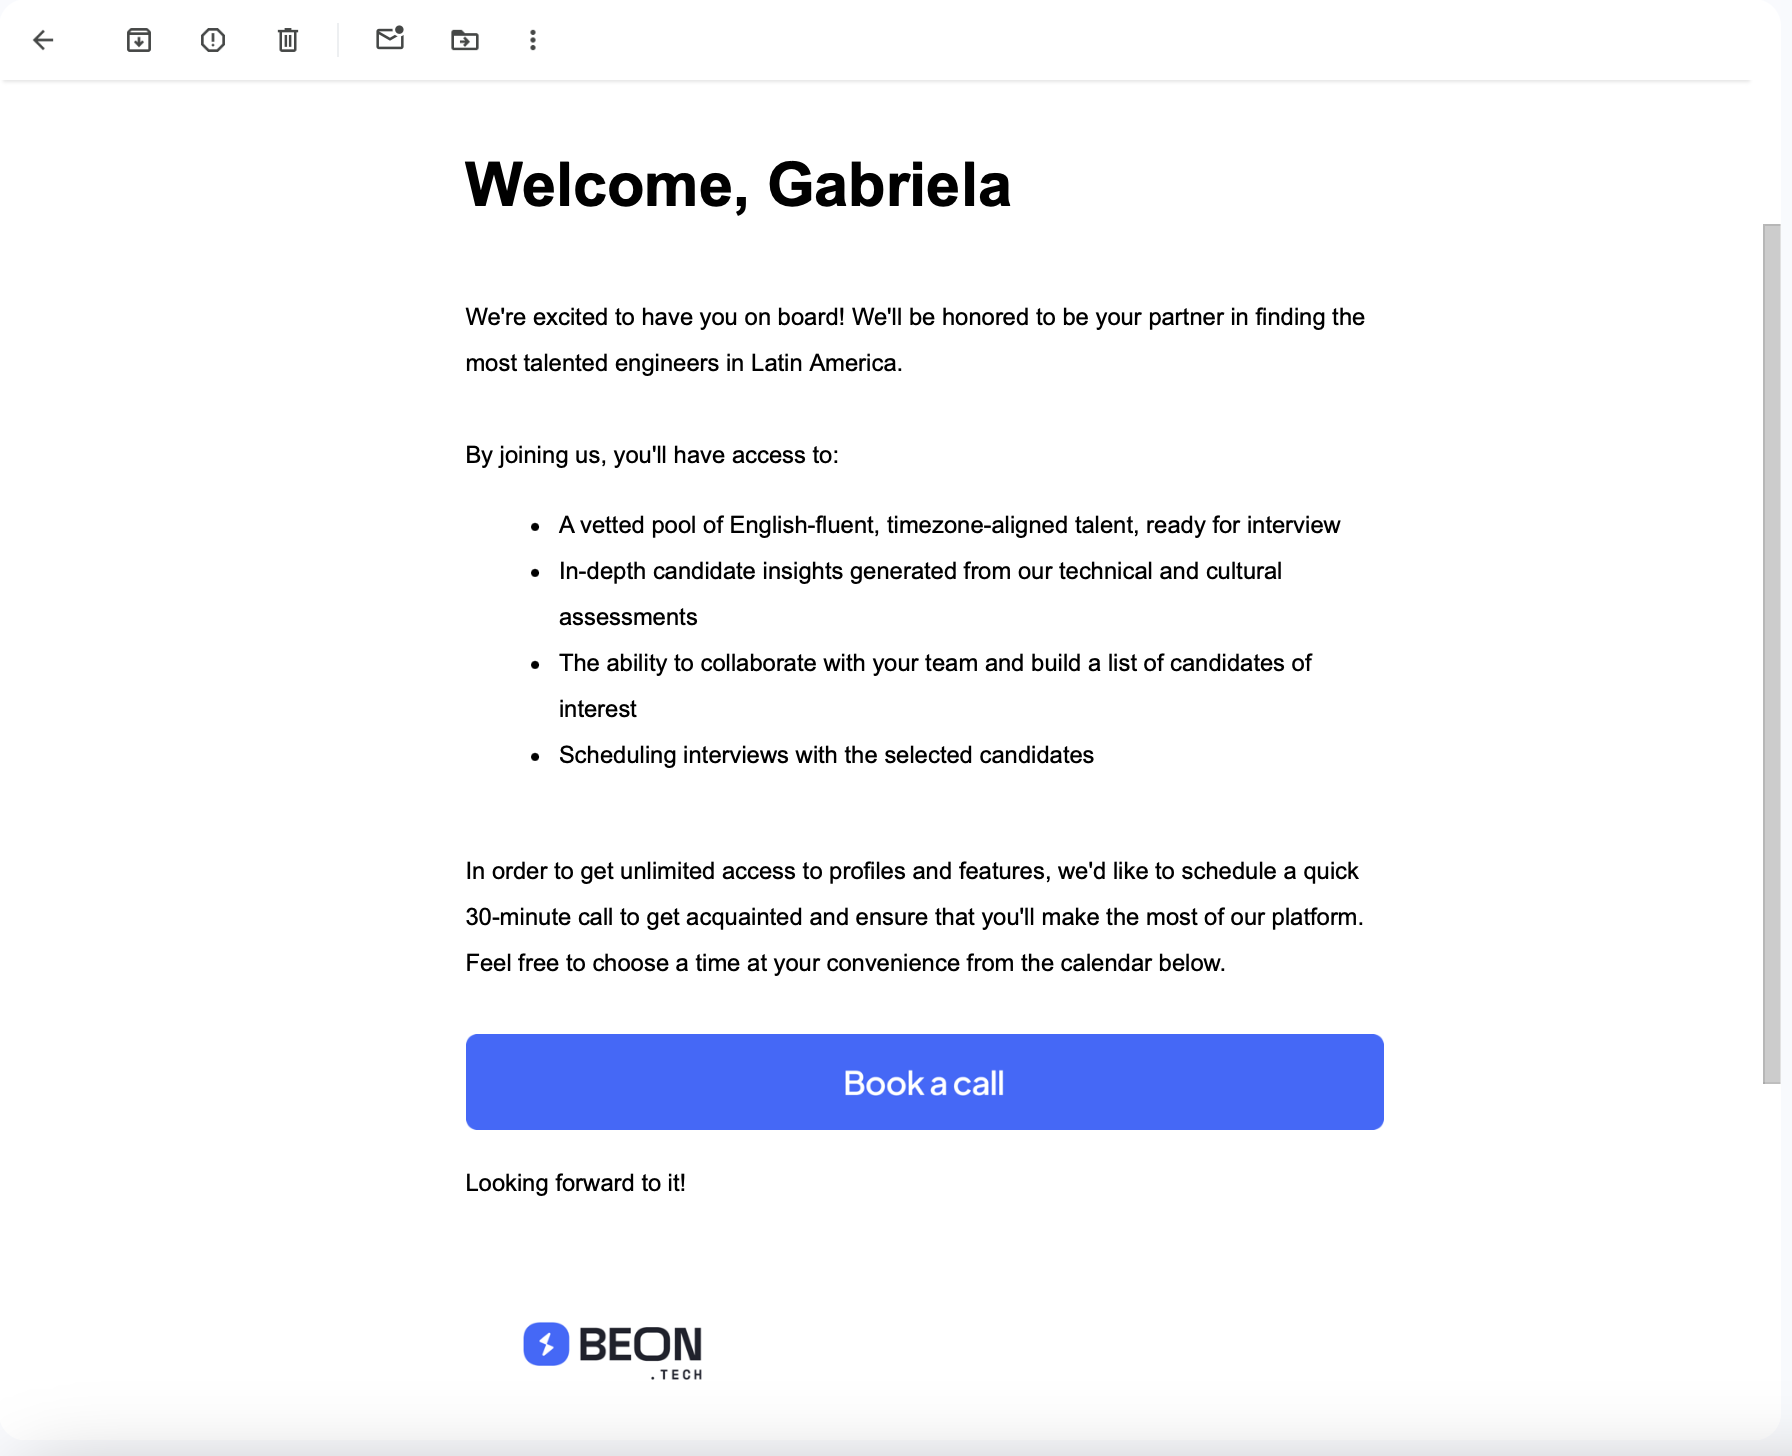 Welcome, Gabriela
We're excited to have you on board! We'll be honored to be your partner in finding the
most talented engineers in Latin America.
By joining us, you'll have access to:
A vetted pool of English-fluent, timezone-aligned talent, ready for interview
In-depth candidate insights generated from our technical and cultural
assessments
The ability to collaborate with your team and build a list of candidates of
interest
Scheduling interviews with the selected candidates
In order to get unlimited access to profiles and features, we'd like to schedule a quick
30-minute call to get acquainted and ensure that you'll make the most of our platform.
Feel free to choose a time at your convenience from the calendar below.
Book a call
Looking forward to it!
BEON
.TECH